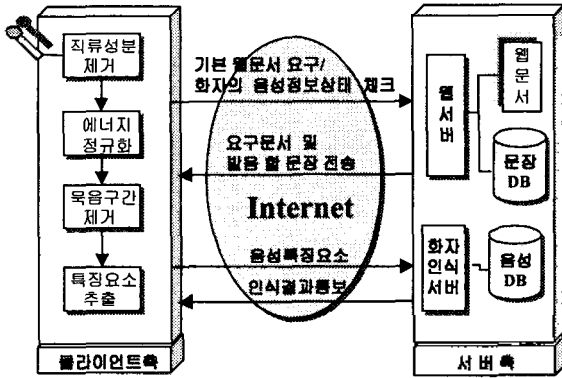 직류성분
제거
에너지
정규화
묵음구간
제거
특징요소
추출
클라이언트측
기본 웹문서 요구/
화자의 음성정보상태 체크
요구문서 및
발음 할 문장 전송
Internet
음성특징요소
인식결과통보
웹
서
버
웹
문
서
문장
DB
화자
인식
서버
음성
DB
서 버 측